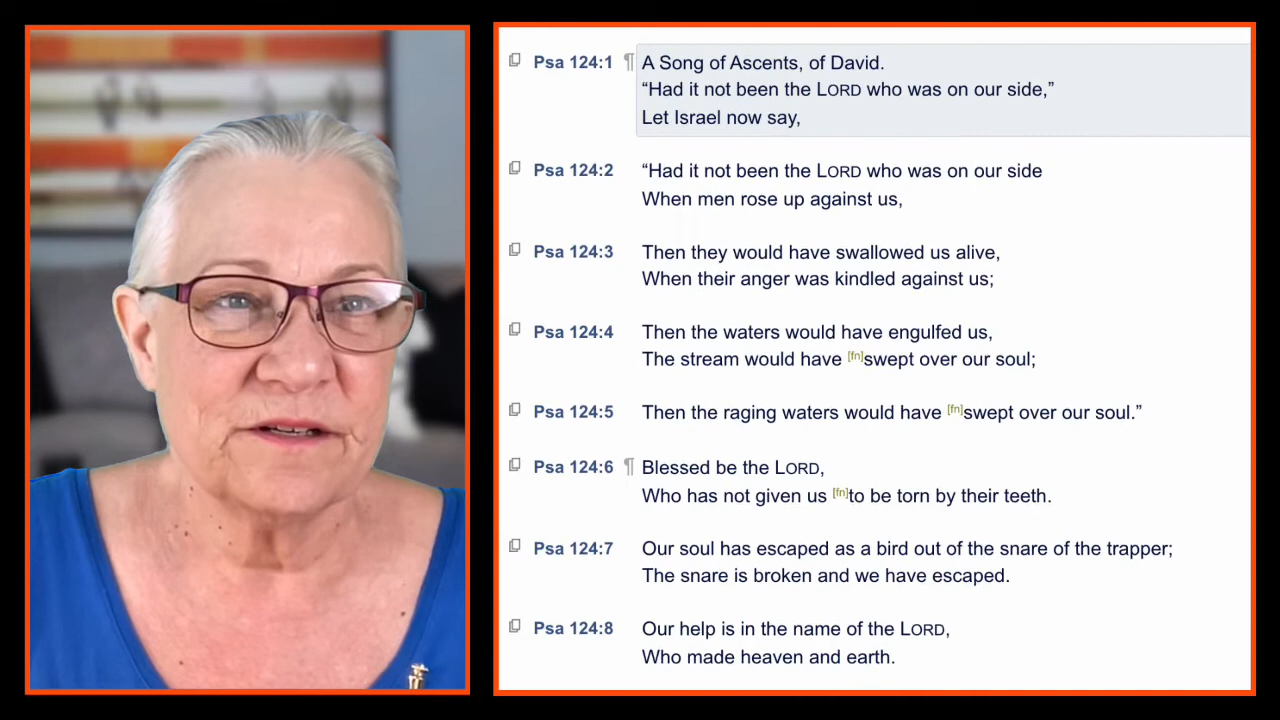 Psa 124:1 ¶ A Song of Ascents, of David.
“Had it not been the LORD who was on our side,”
Let Israel now say,
Psa 124:2 “Had it not been the LORD who was on our side
When men rose up against us,
Psa 124:3 Then they would have swallowed us alive,
When their anger was kindled against us;
Psa 124:4 Then the waters would have engulfed us,
The stream would have [fn]swept over our soul;
Psa 124:5 Then the raging waters would have [fn]swept over our soul.”
Psa 124:6 ¶ Blessed be the LORD,
Who has not given us [fn]to be torn by their teeth.
Psa 124:7 Our soul has escaped as a bird out of the snare of the trapper;
The snare is broken and we have escaped.
Psa 124:8 Our help is in the name of the LORD,
Who made heaven and earth.